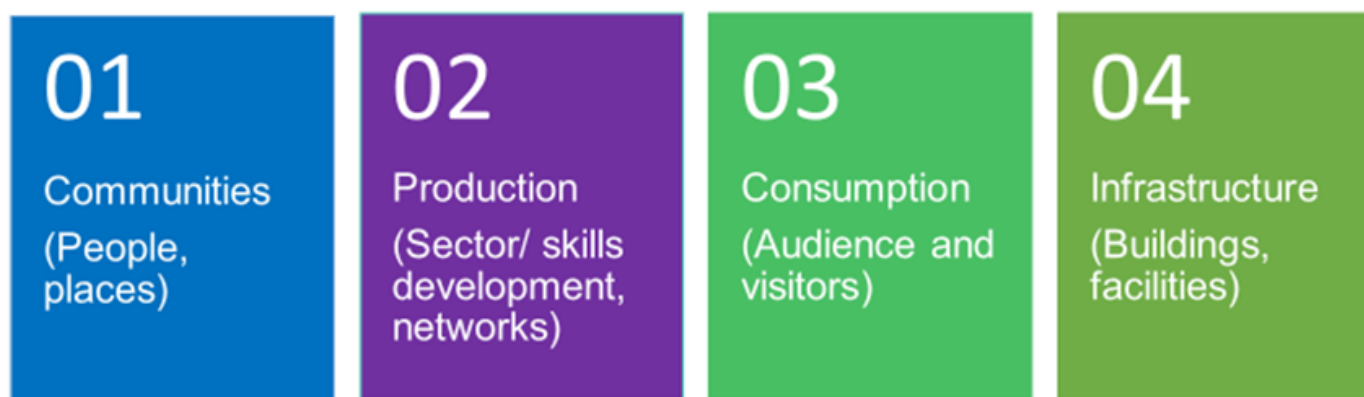 01
Communities
(People,
places)
02
Production
(Sector/ skills
development,
networks)
03
Consumption
(Audience and
visitors)
04
Infrastructure
(Buildings,
facilities)